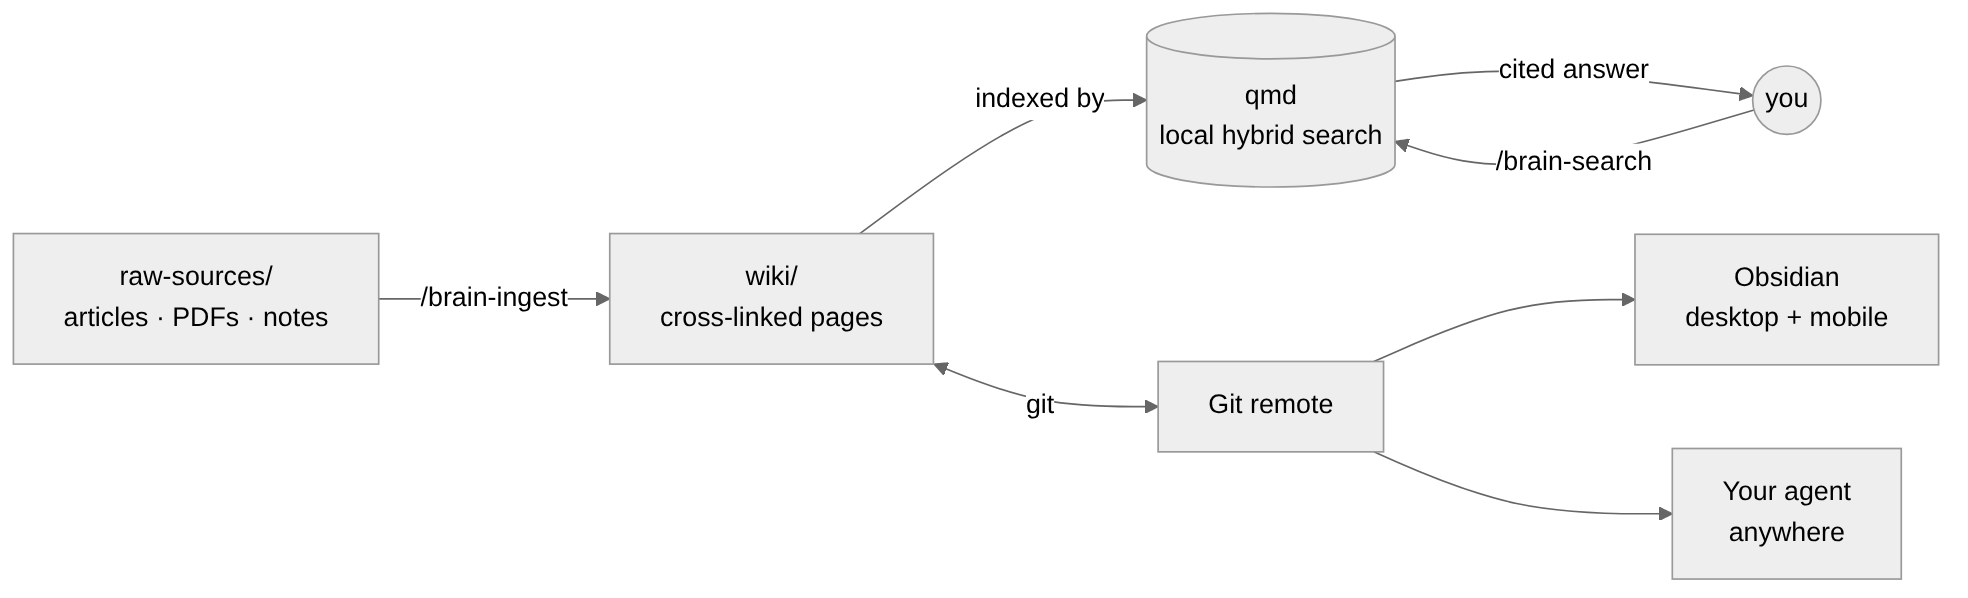 raw-sources/
articles · PDFs · notes
/brain-ingest
wiki/
cross-linked pages
indexed by
qmd
local hybrid search
cited answer
/brain-search
you
git
Git remote
Obsidian
desktop + mobile
Your agent
anywhere